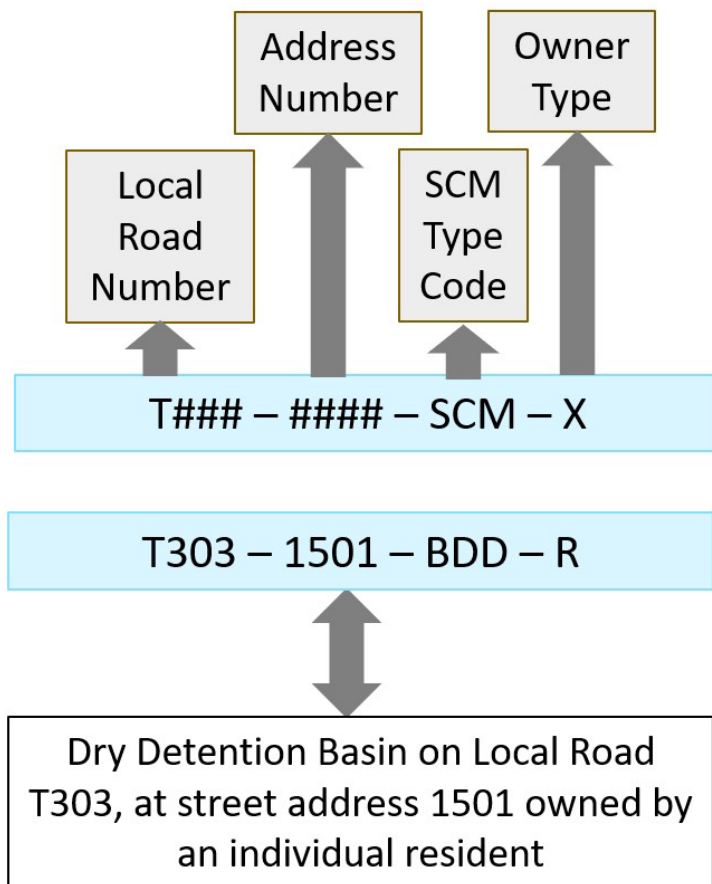 Address
Number
Owner
Type
Local
Road
Number
SCM
Type
Code
T### – #### – SCM – X
T303 – 1501 – BDD – R
Dry Detention Basin on Local Road
T303, at street address 1501 owned by
an individual resident